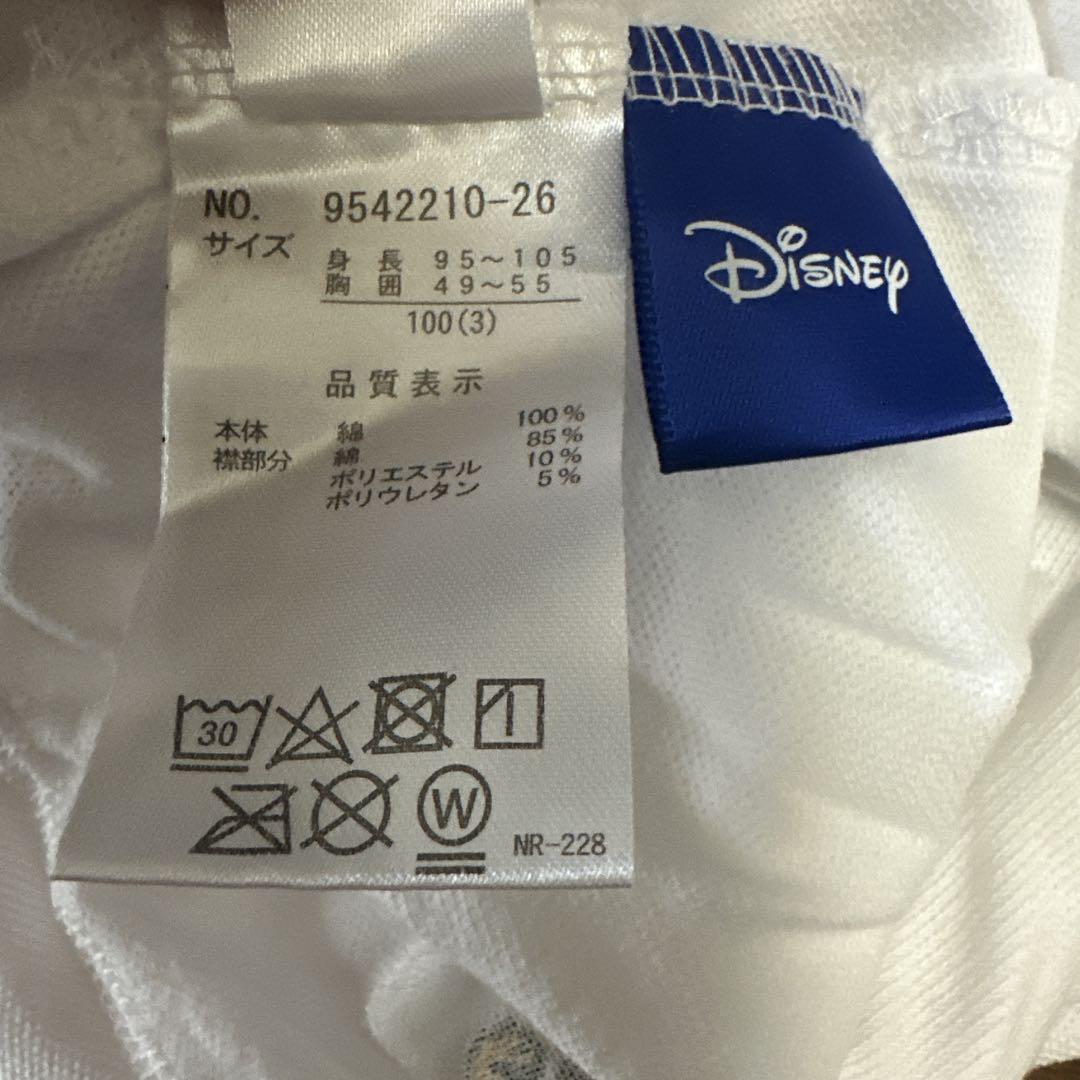 NO. 9542210-26
サイズ
身長 95～105
胸囲 49～55
100(3)
品質表示
本体 綿 100%
襟部分 綿 85%
ポリエステル 10%
ポリウレタン 5%
30
W
NR-228
Disney